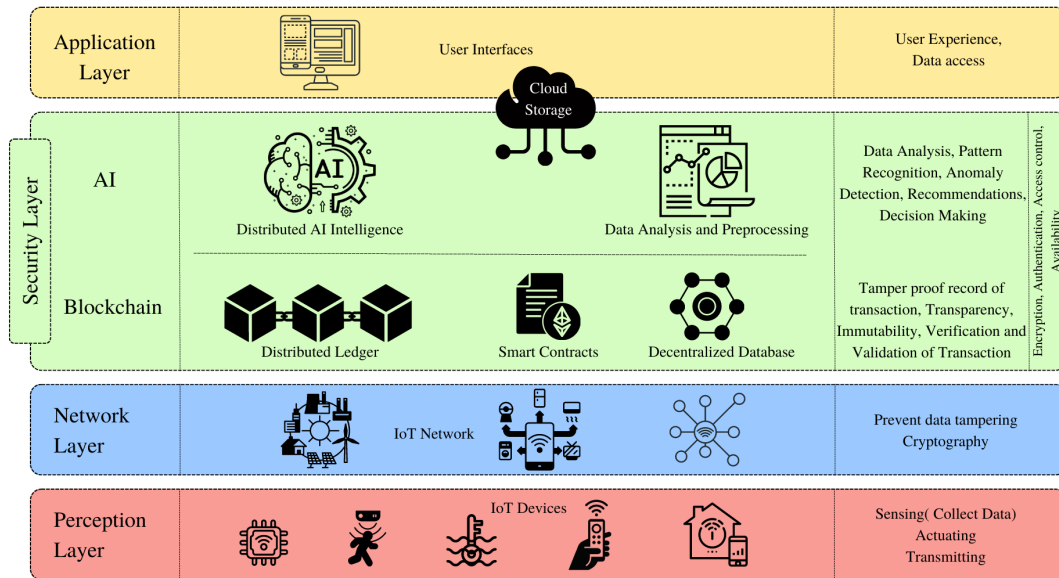 Application
Layer
User Interfaces
User Experience,
Data access
Cloud
Storage
Security Layer
AI
AI
Distributed AI Intelligence
Data Analysis and Preprocessing
Data Analysis, Pattern
Recognition, Anomaly
Detection, Recommendations,
Decision Making
Encryption, Authentication, Access control,
Availability
Blockchain
Distributed Ledger
Smart Contracts
Decentralized Database
Tamper proof record of
transaction, Transparency,
Immutability, Verification and
Validation of Transaction
Network
Layer
IoT Network
Prevent data tampering
Cryptography
Perception
Layer
IoT Devices
Sensing( Collect Data)
Actuating
Transmitting